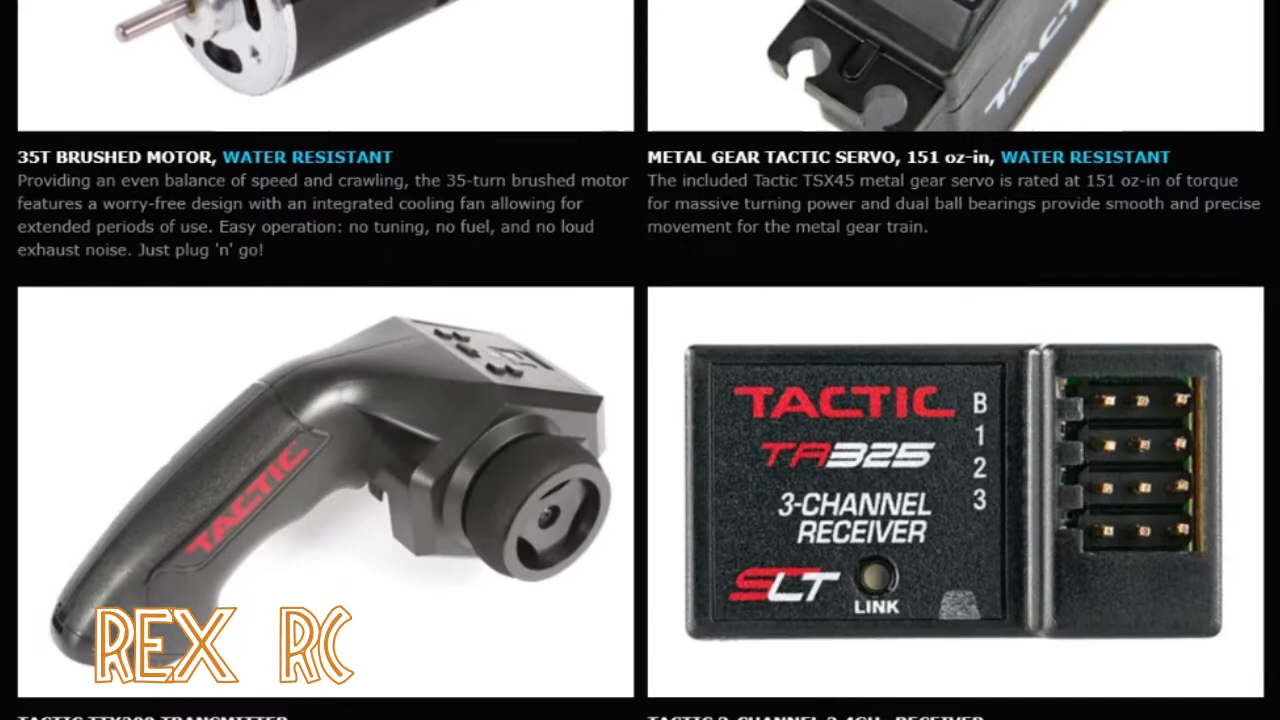 TACT
35T BRUSHED MOTOR, WATER RESISTANT
Providing an even balance of speed and crawling, the 35-turn brushed motor
features a worry-free design with an integrated cooling fan allowing for
extended periods of use. Easy operation: no tuning, no fuel, and no loud
exhaust noise. Just plug 'n' go!
METAL GEAR TACTIC SERVO, 151 oz-in, WATER RESISTANT
The included Tactic TSX45 metal gear servo is rated at 151 oz-in of torque
for massive turning power and dual ball bearings provide smooth and precise
movement for the metal gear train.
TACTIC
REX RC
TACTIC
TR325
3-CHANNEL
RECEIVER
SLT
LINK
B
1
2
3